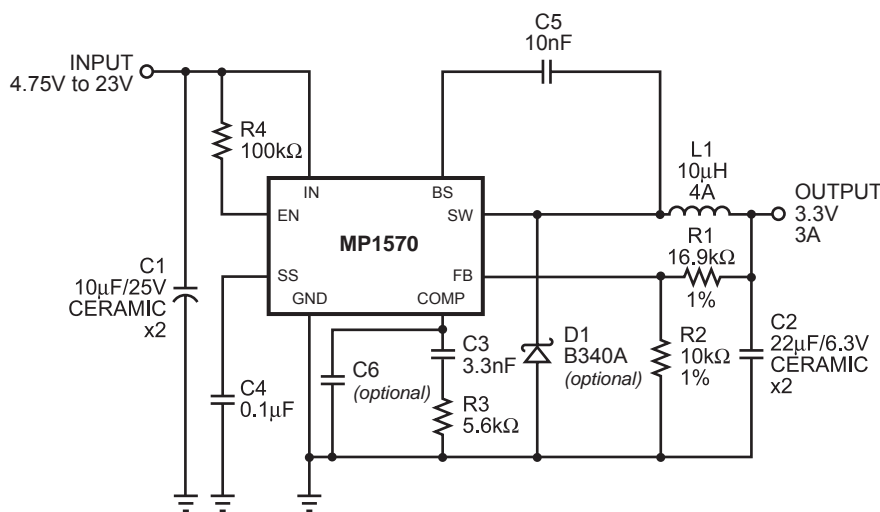 C5
10nF
INPUT
4.75V to 23V
R4
100kΩ
L1
10μH
4A
OUTPUT
3.3V
3A
IN
BS
EN
SW
MP1570
R1
16.9kΩ
1%
SS
FB
GND
COMP
C1
10μF/25V
CERAMIC
x2
C3
3.3nF
D1
B340A
(optional)
R2
10kΩ
1%
C2
22μF/6.3V
CERAMIC
x2
C6
(optional)
C4
0.1μF
R3
5.6kΩ